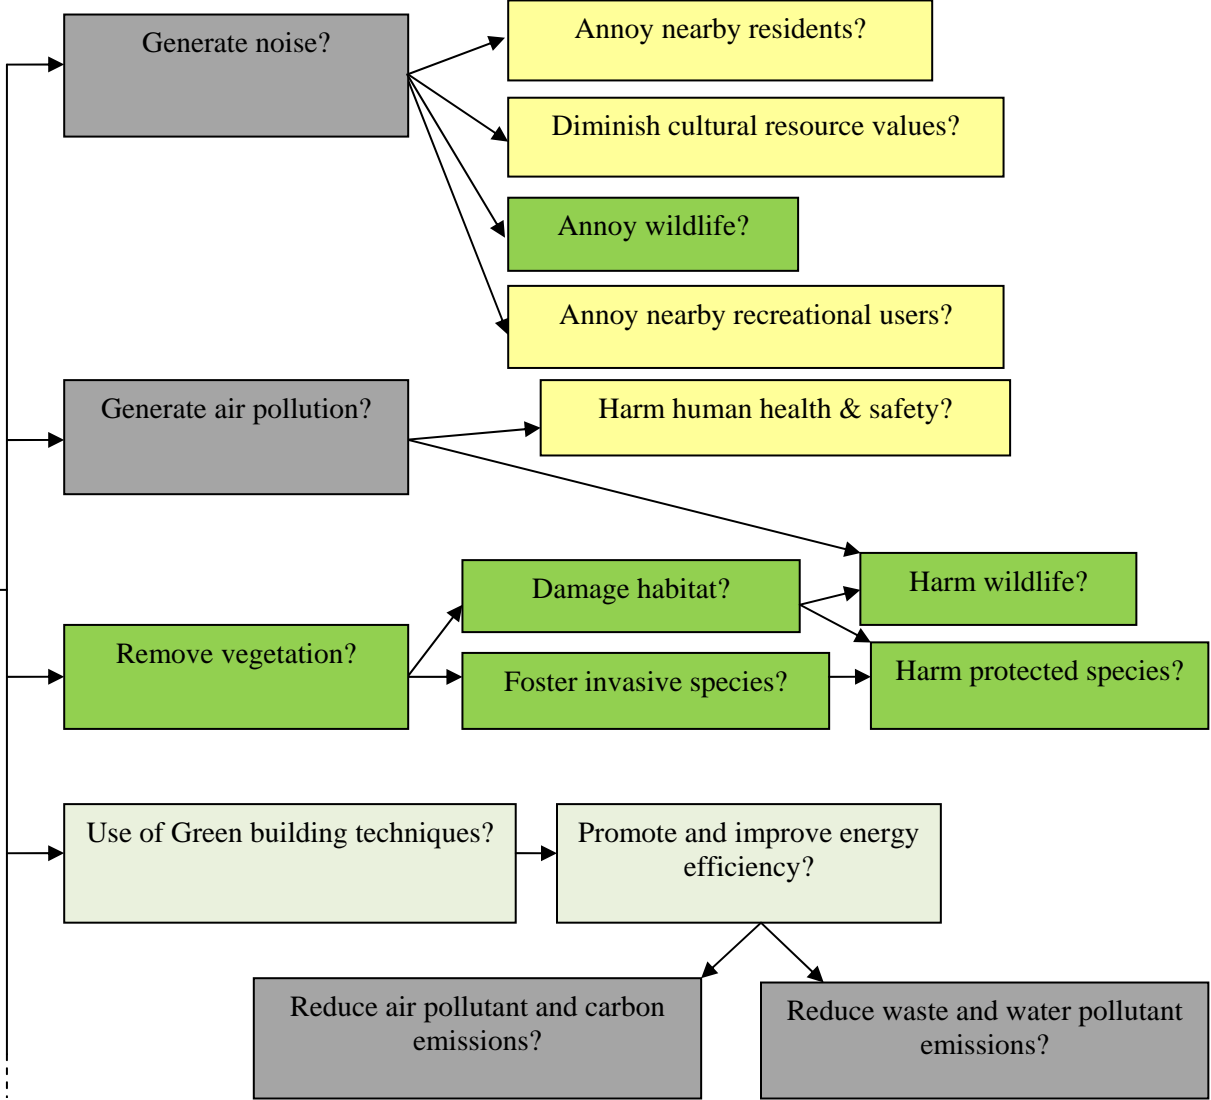 Generate noise?
Annoy nearby residents?
Diminish cultural resource values?
Annoy wildlife?
Annoy nearby recreational users?
Generate air pollution?
Harm human health & safety?
Remove vegetation?
Damage habitat?
Harm wildlife?
Foster invasive species?
Harm protected species?
Use of Green building techniques?
Promote and improve energy
efficiency?
Reduce air pollutant and carbon
emissions?
Reduce waste and water pollutant
emissions?